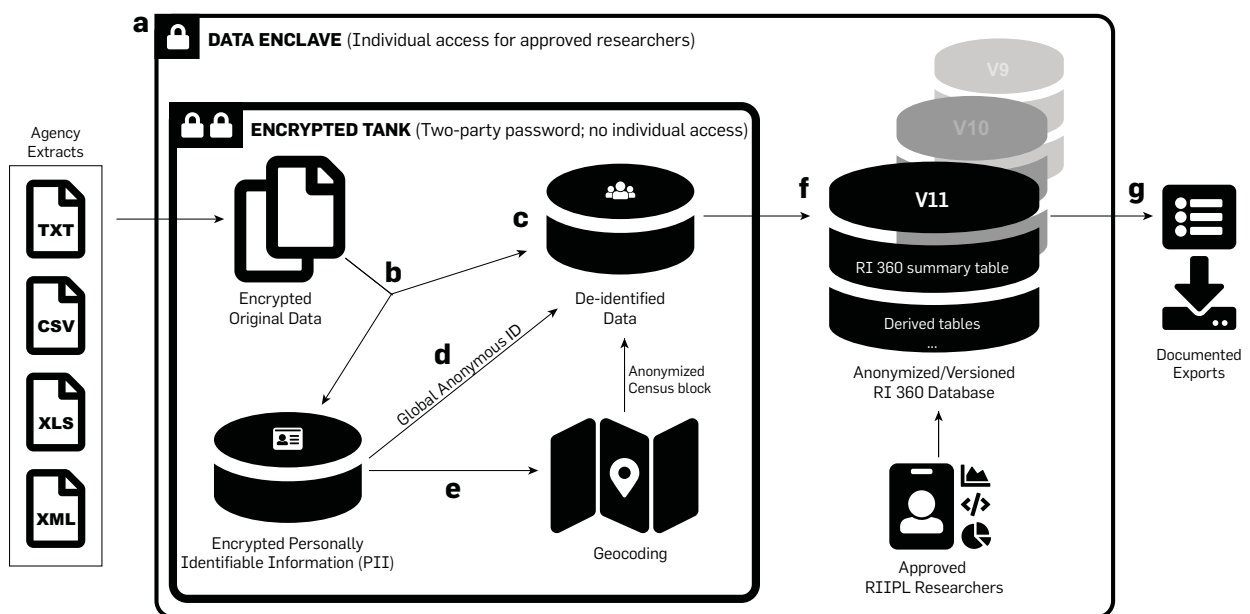 a
DATA ENCLAVE (Individual access for approved researchers)
V9
V10
V11
RI 360 summary table
Derived tables
...
Anonymized/Versioned
RI 360 Database
Agency
Extracts
TXT
CSV
XLS
XML
ENCRYPTED TANK (Two-party password; no individual access)
Encrypted
Original Data
b
c
De-identified
Data
d
Global Anonymous ID
Anonymized
Census block
e
Encrypted Personally
Identifiable Information (PII)
Geocoding
f
g
Documented
Exports
Approved
RIIPL Researchers